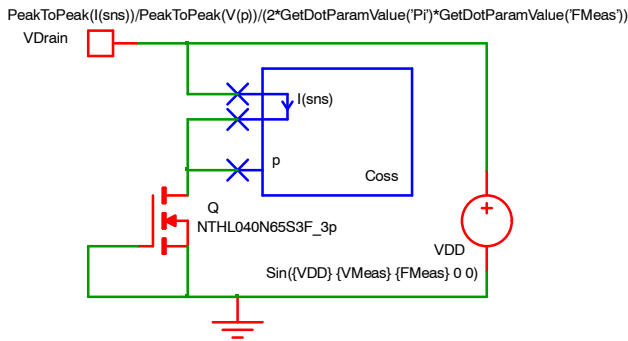 PeakToPeak(I(sns))/PeakToPeak(V(p))/(2*GetDotParamValue('Pi')*GetDotParamValue('FMeas'))
VDrain
I(sns)
p
Coss
Q
NTHL040N65S3F_3p
+
VDD
Sin({VDD} {VMeas} {FMeas} 0 0)